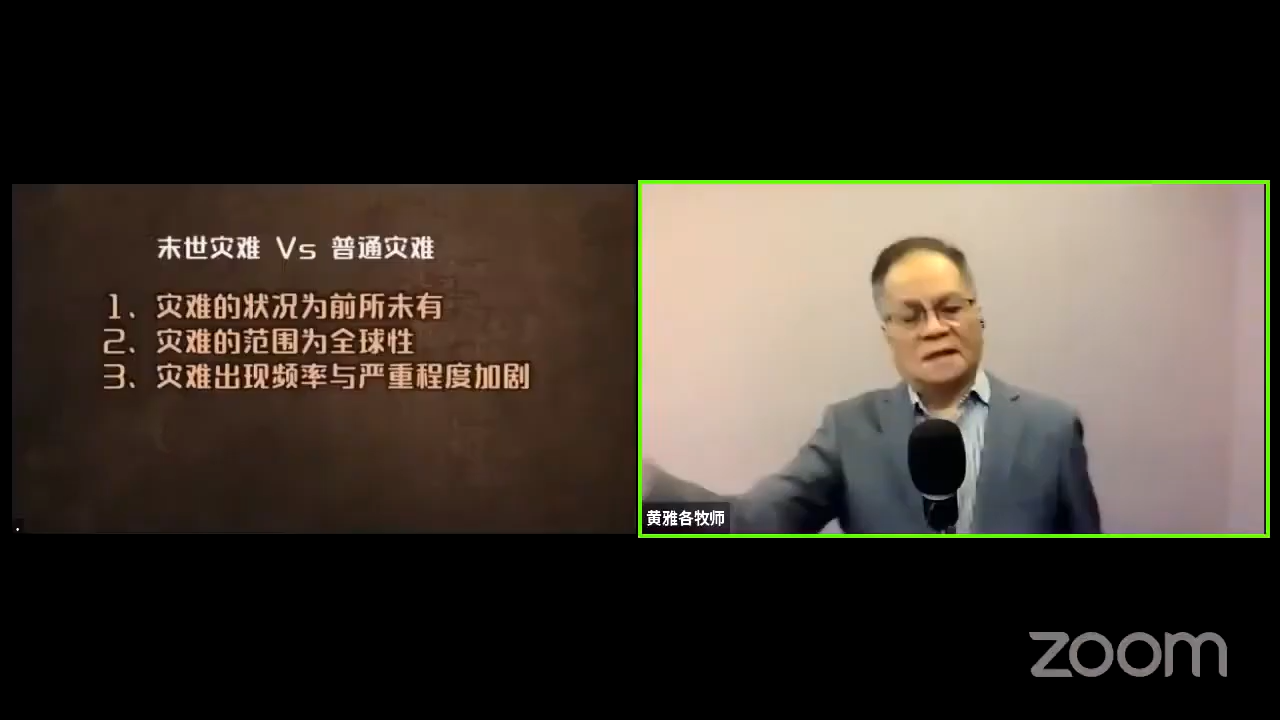 末世灾难 Vs 普通灾难
1、灾难的状况为前所未有
2、灾难的范围为全球性
3、灾难出现频率与严重程度加剧
黄雅各牧师
zoom